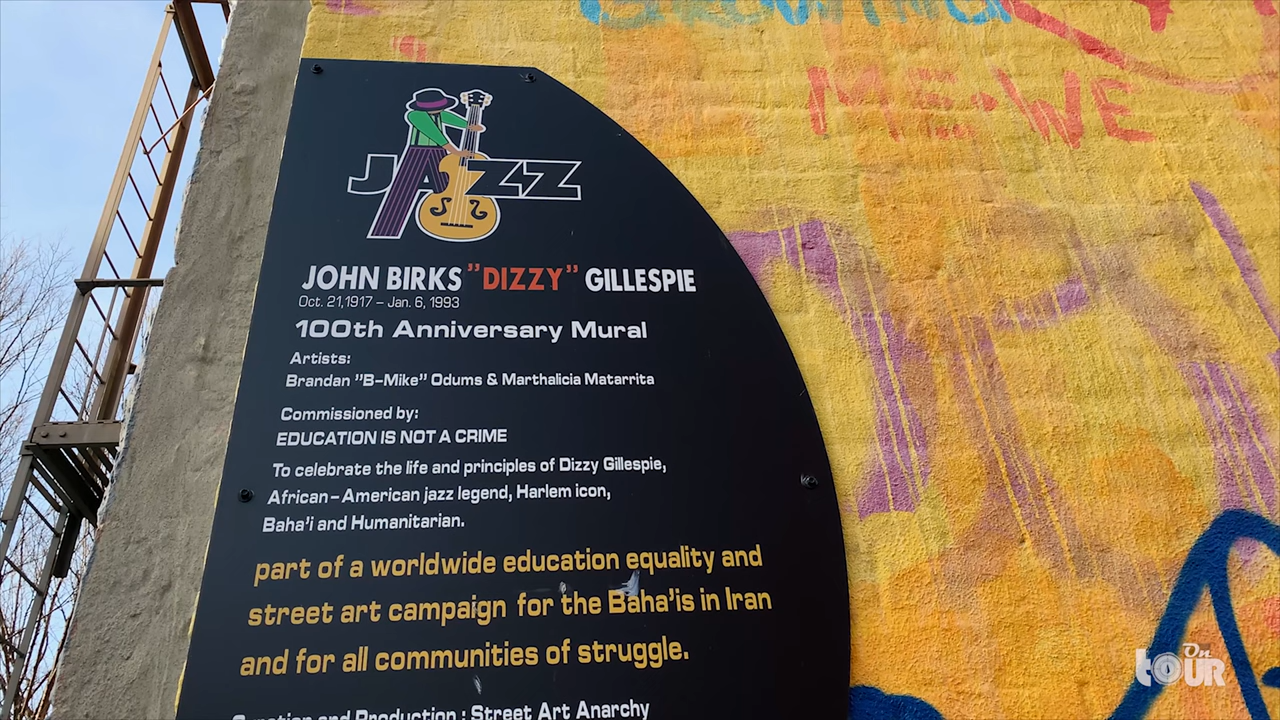 ME-WE
JAZZ
JOHN BIRKS "DIZZY" GILLESPIE
Oct. 21,1917 – Jan. 6, 1993
100th Anniversary Mural
Artists:
Brandan "B-Mike" Odums & Marthalicia Matarrita
Commissioned by:
EDUCATION IS NOT A CRIME
To celebrate the life and principles of Dizzy Gillespie,
African-American jazz legend, Harlem icon,
Baha'i and Humanitarian.
part of a worldwide education equality and
street art campaign for the Baha'is in Iran
and for all communities of struggle.
Curation and Production : Street Art Anarchy
On
tOUR